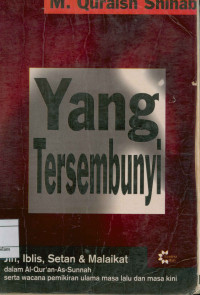 M. Quraish Shihab
Yang
Tersembunyi
Jin, Iblis, Setan & Malaikat
dalam Al-Qur'an-As-Sunnah
serta wacana pemikiran ulama masa lalu dan masa kini